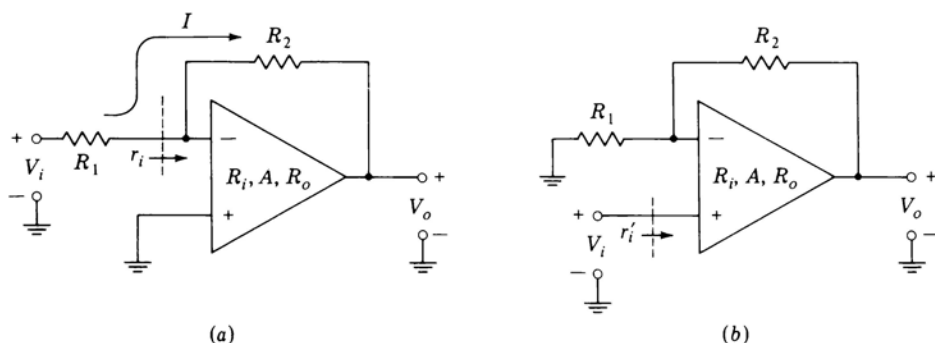 I
R₂
+
R₁
rᵢ
Vᵢ
−
−
Rᵢ, A, Rₒ
+
+
Vₒ
−
(a)
R₂
R₁
−
Rᵢ, A, Rₒ
+
+
Vᵢ
rᵢ′
−
+
Vₒ
−
(b)